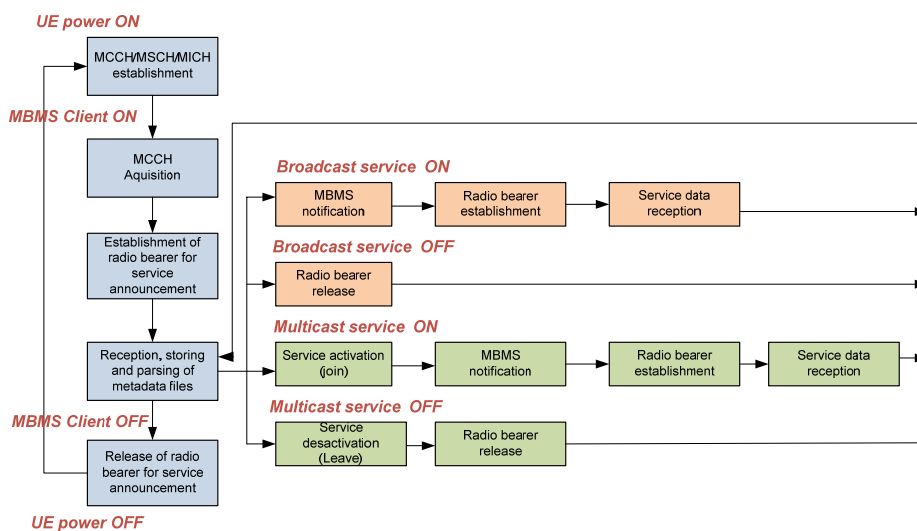 UE power ON
MCCH/MSCH/MICH
establishment
MBMS Client ON
MCCH
Aquisition
Establishment of
radio bearer for
service
announcement
Reception, storing
and parsing of
metadata files
MBMS Client OFF
Release of radio
bearer for service
announcement
UE power OFF
Broadcast service ON
MBMS
notification
Radio bearer
establishment
Service data
reception
Broadcast service OFF
Radio bearer
release
Multicast service ON
Service activation
(join)
MBMS
notification
Radio bearer
establishment
Service data
reception
Multicast service OFF
Service
desactivation
(Leave)
Radio bearer
release